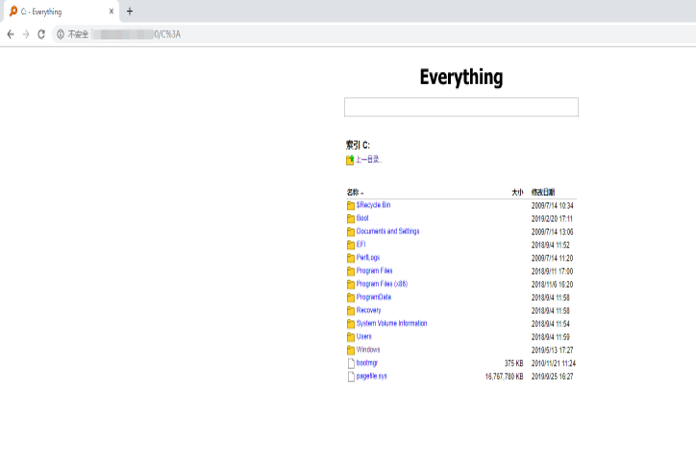 C: - Everything
不安全 0/C%3A
Everything
索引 C:
上一目录..
名称 大小 修改日期
$Recycle Bin 2009/7/14 10:34
Boot 2019/2/20 17:11
Documents and Settings 2009/7/14 13:06
EFI 2018/9/4 11:52
PerfLogs 2009/7/14 11:20
Program Files 2018/9/11 17:00
Program Files (x86) 2018/11/6 16:20
ProgramData 2018/9/4 11:58
Recovery 2018/9/4 11:58
System Volume Information 2018/9/4 11:54
Users 2018/9/4 11:59
Windows 2019/5/13 17:27
bootmgr 375 KB 2010/11/21 11:24
pagefile.sys 16,767,780 KB 2019/9/25 16:27